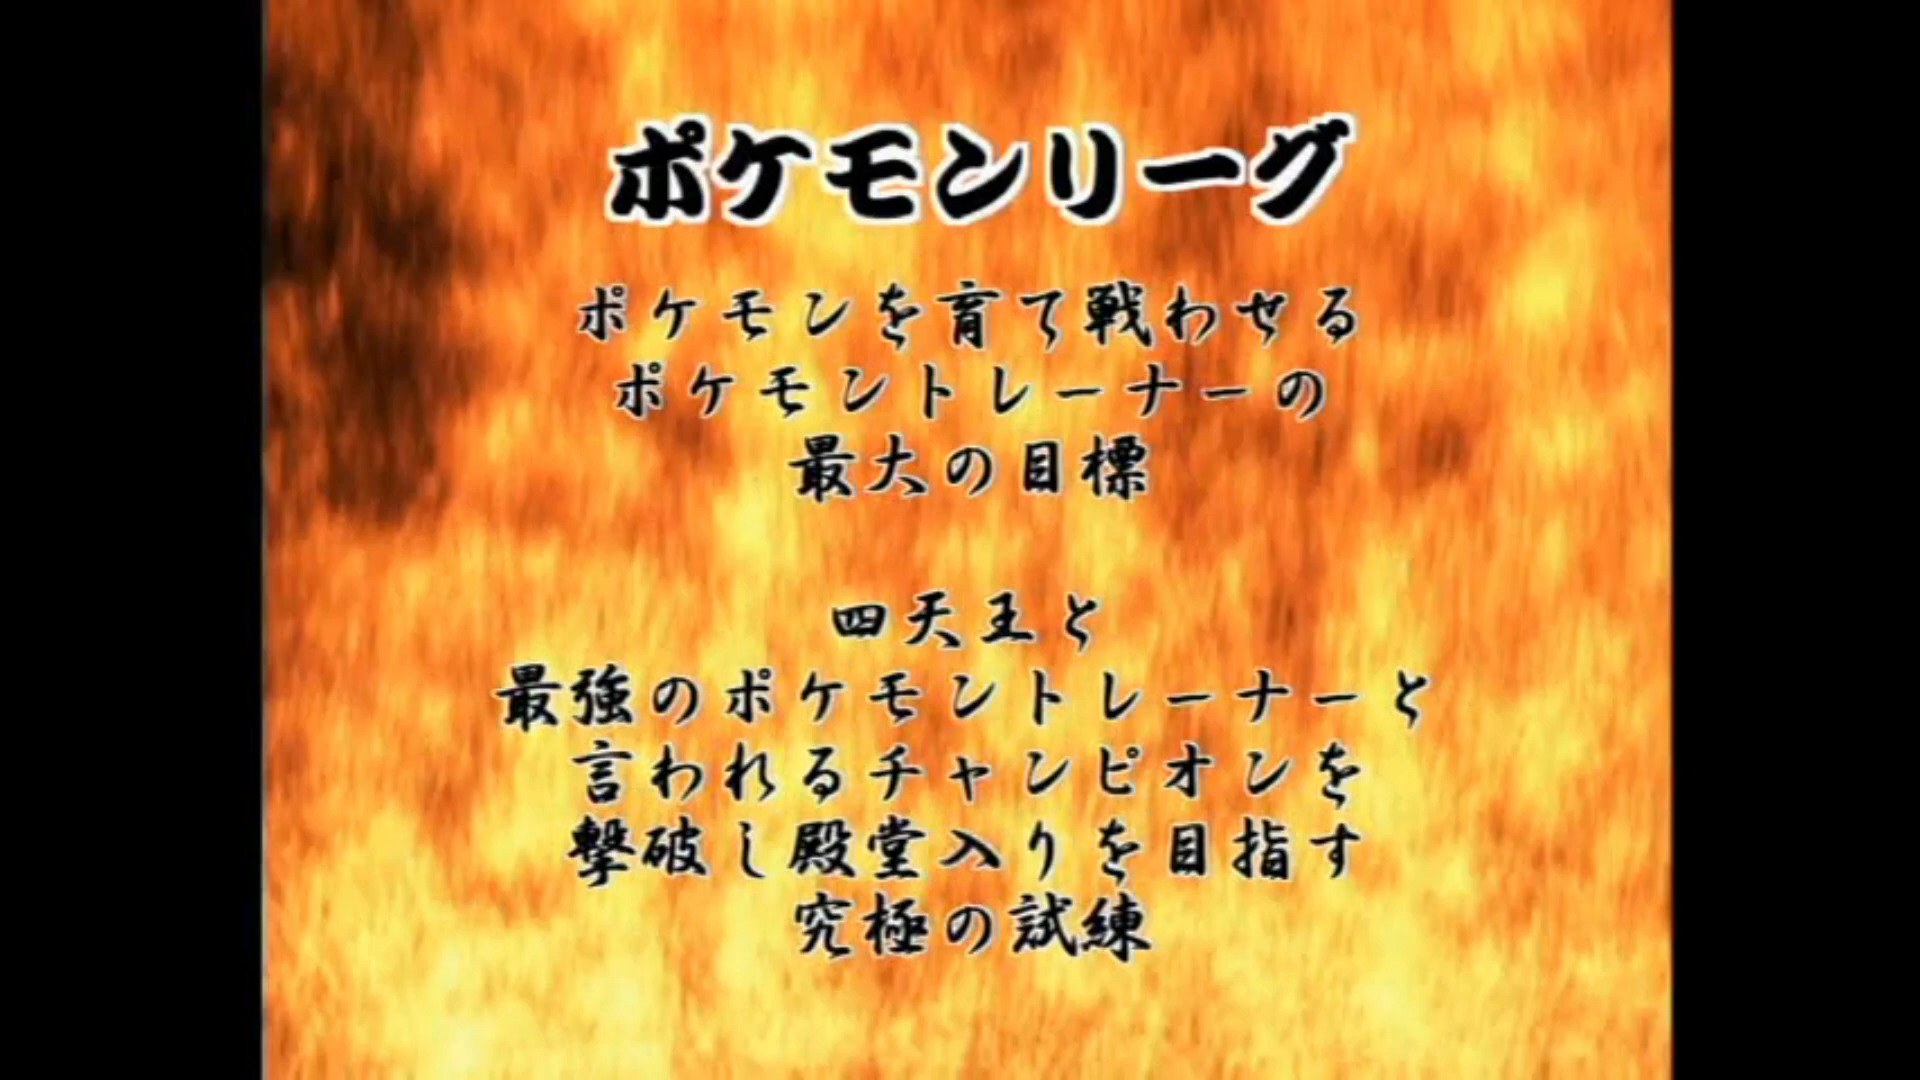 ポケモンリーグ
ポケモンを育て戦わせる
ポケモントレーナーの
最大の目標
四天王と
最強のポケモントレーナーと
言われるチャンピオンを
撃破し殿堂入りを目指す
究極の試練